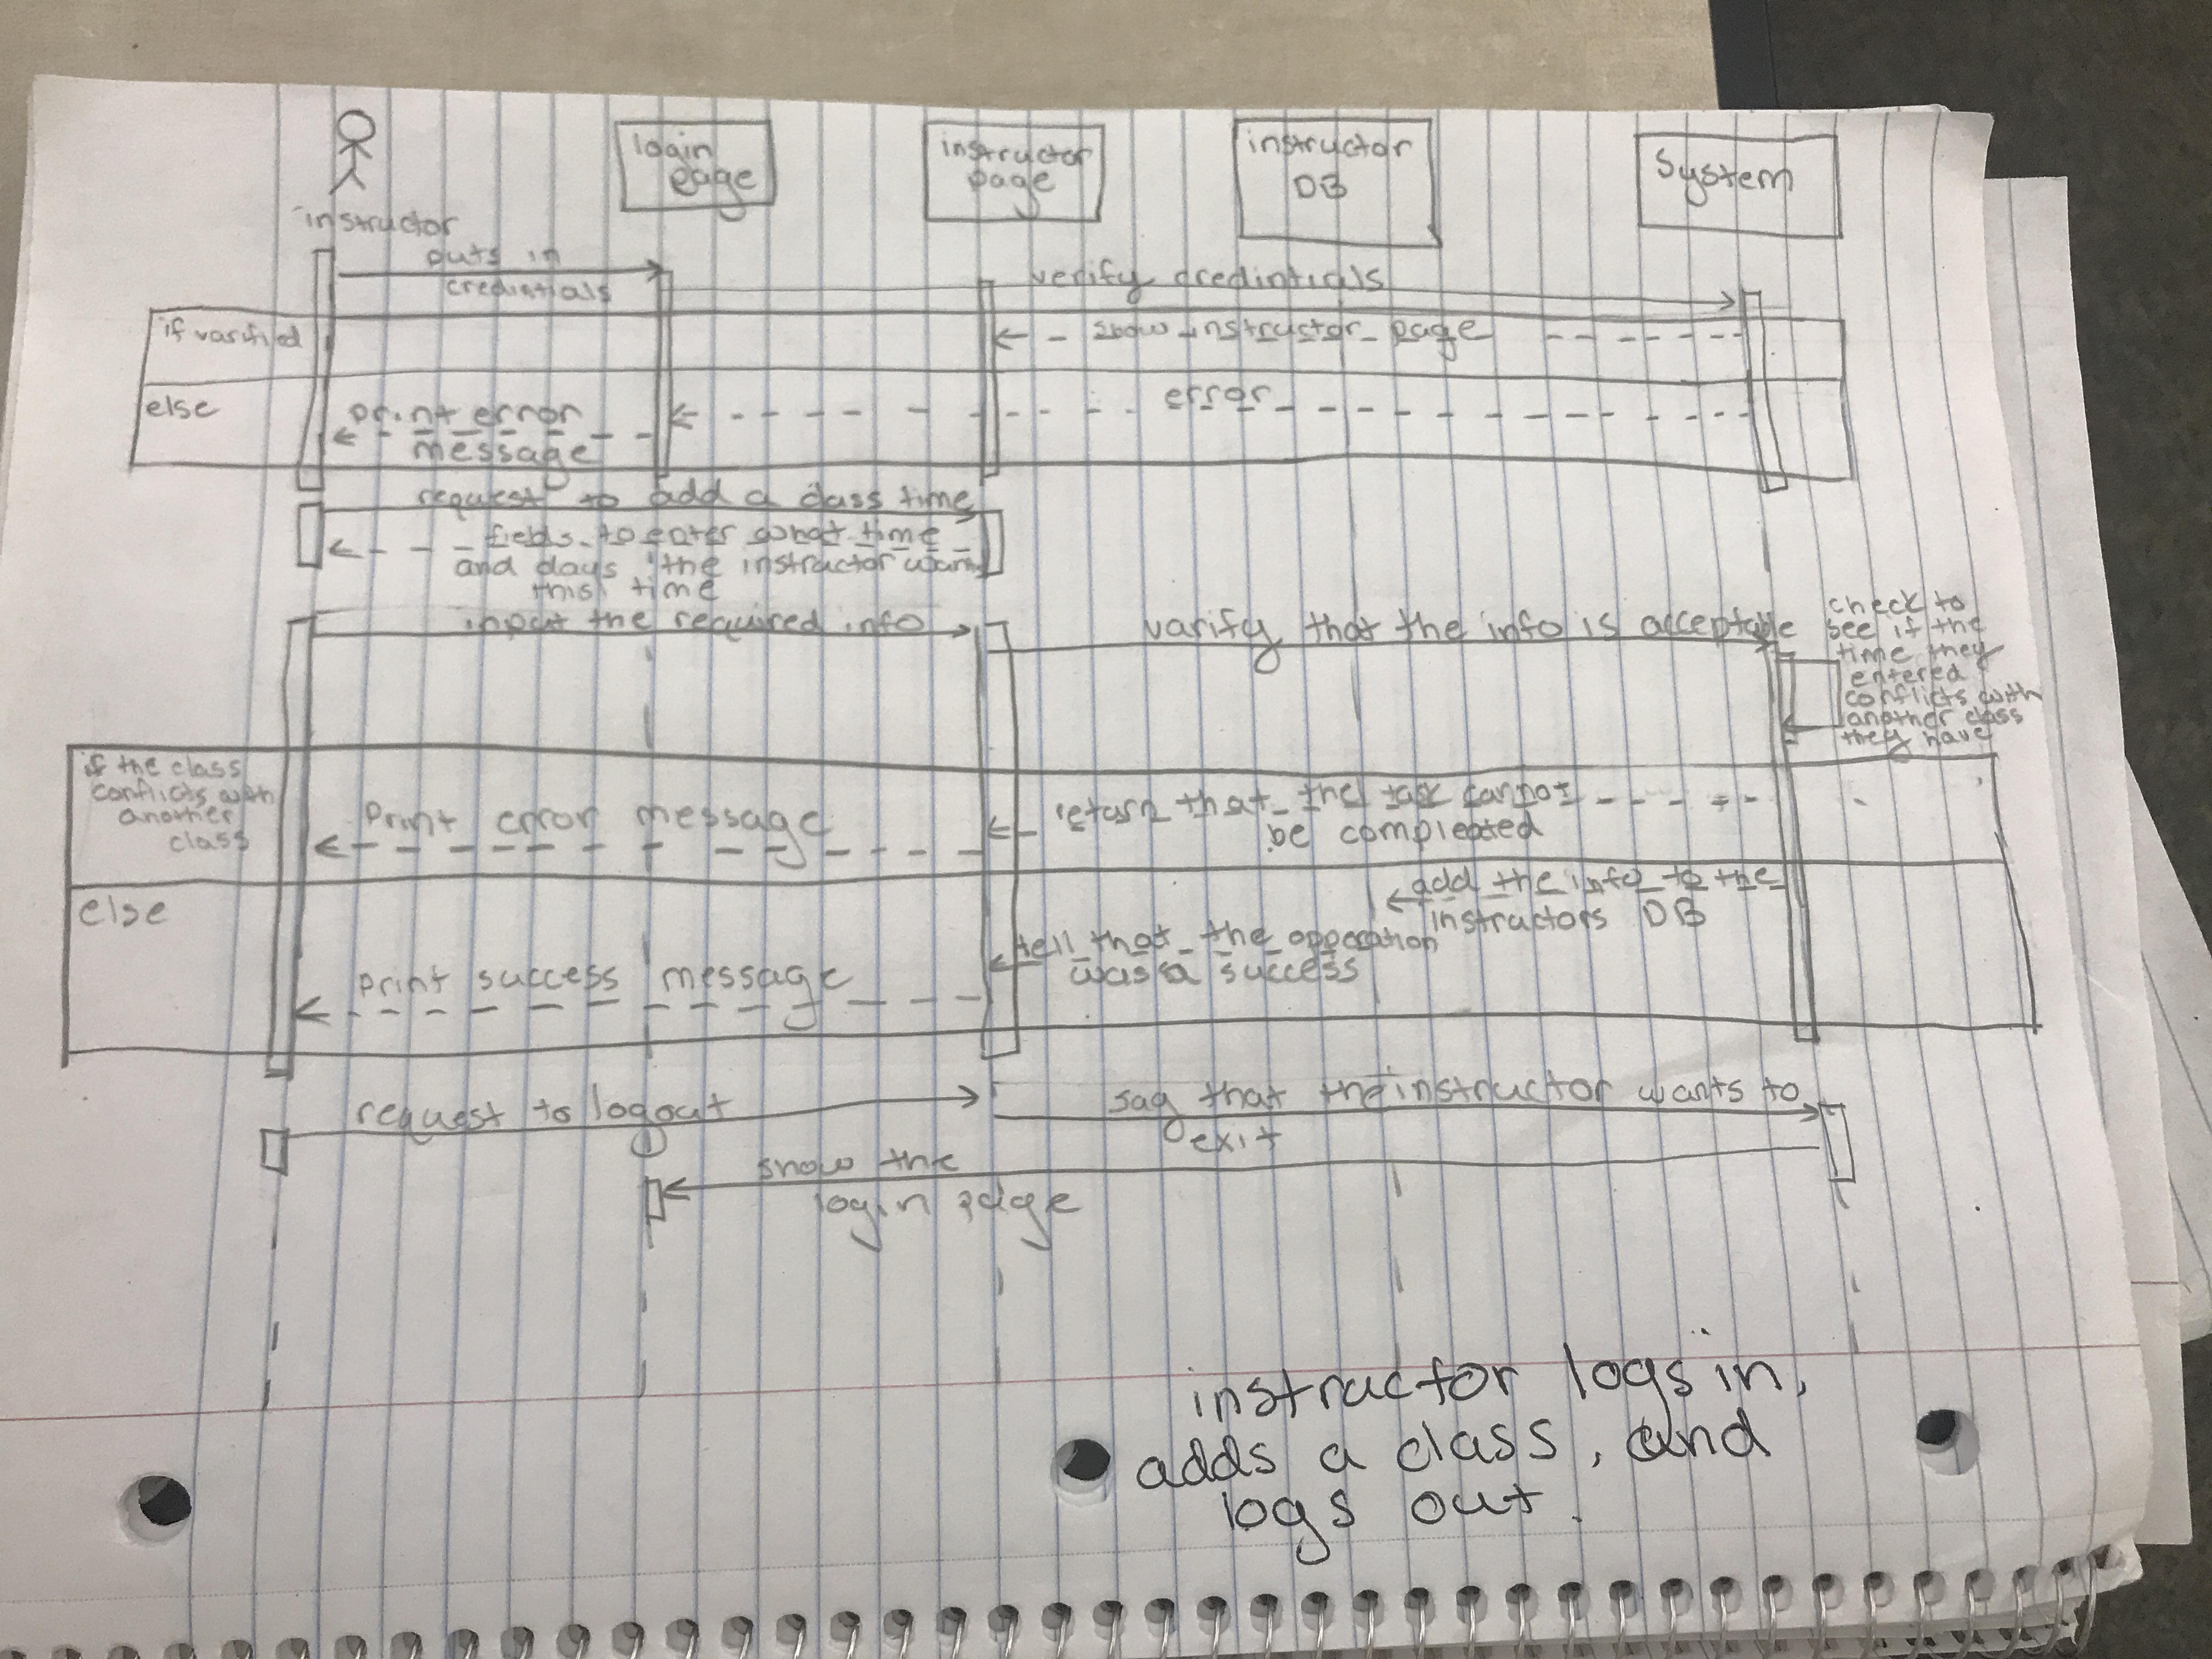 login
page
instructor
page
instructor
DB
System
instructor
puts in
credintials
verify credintials
if varified
show instructor page
else
error
print error
message
request to add a class time
fields to enter what time
and days the instructor wants
this time
input the required info
varify that the info is acceptable
check to
see if the
time they
entered
conflicts with
another class
they have
if the class
conflicts with
another
class
Print error message
return that the task cannot
be compleated
else
add the info to the
instructors DB
tell that the opperation
was a success
Print success message
request to logout
say that the instructor wants to
exit
show the
login page
instructor logs in,
adds a class, and
logs out.